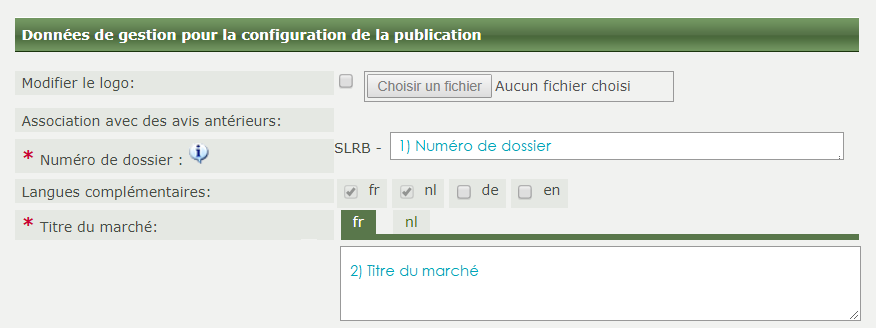 Données de gestion pour la configuration de la publication
Modifier le logo: Choisir un fichier Aucun fichier choisi
Association avec des avis antérieurs:
* Numéro de dossier : i SLRB - 1) Numéro de dossier
Langues complémentaires: fr nl de en
* Titre du marché: fr nl
2) Titre du marché